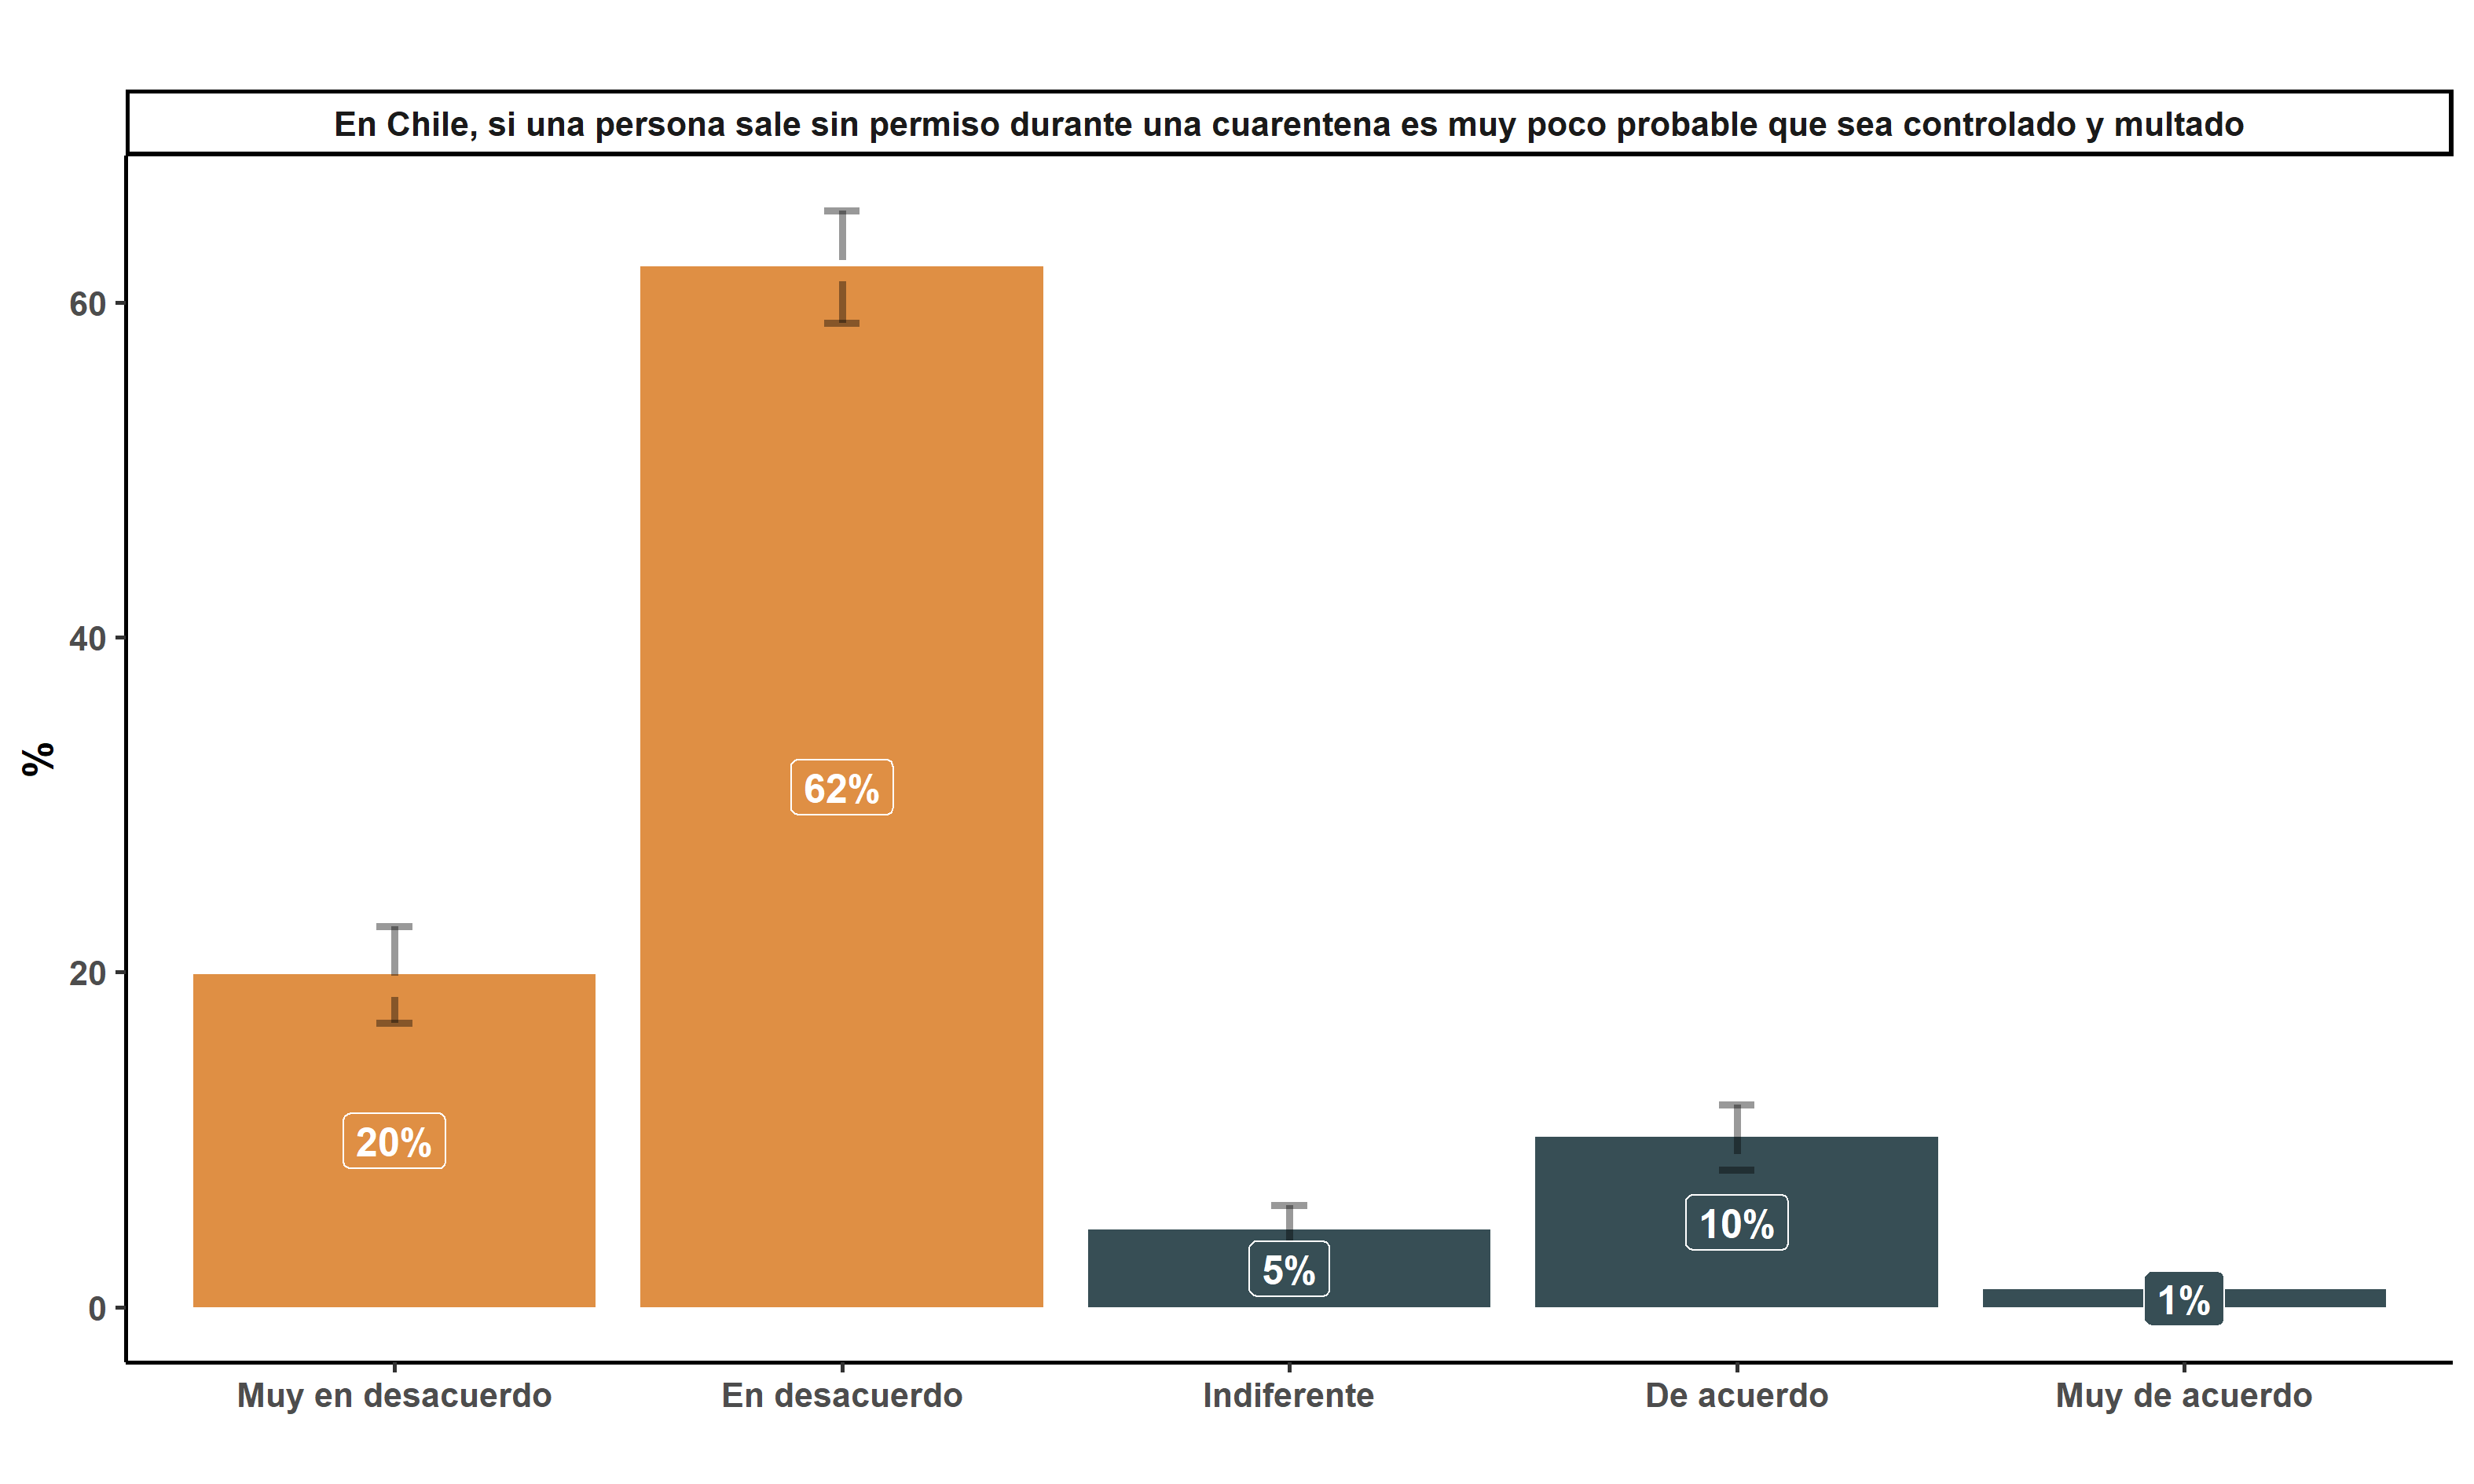 En Chile, si una persona sale sin permiso durante una cuarentena es muy poco probable que sea controlado y multado
60
40
20
0
%
20%
62%
5%
10%
1%
Muy en desacuerdo
En desacuerdo
Indiferente
De acuerdo
Muy de acuerdo